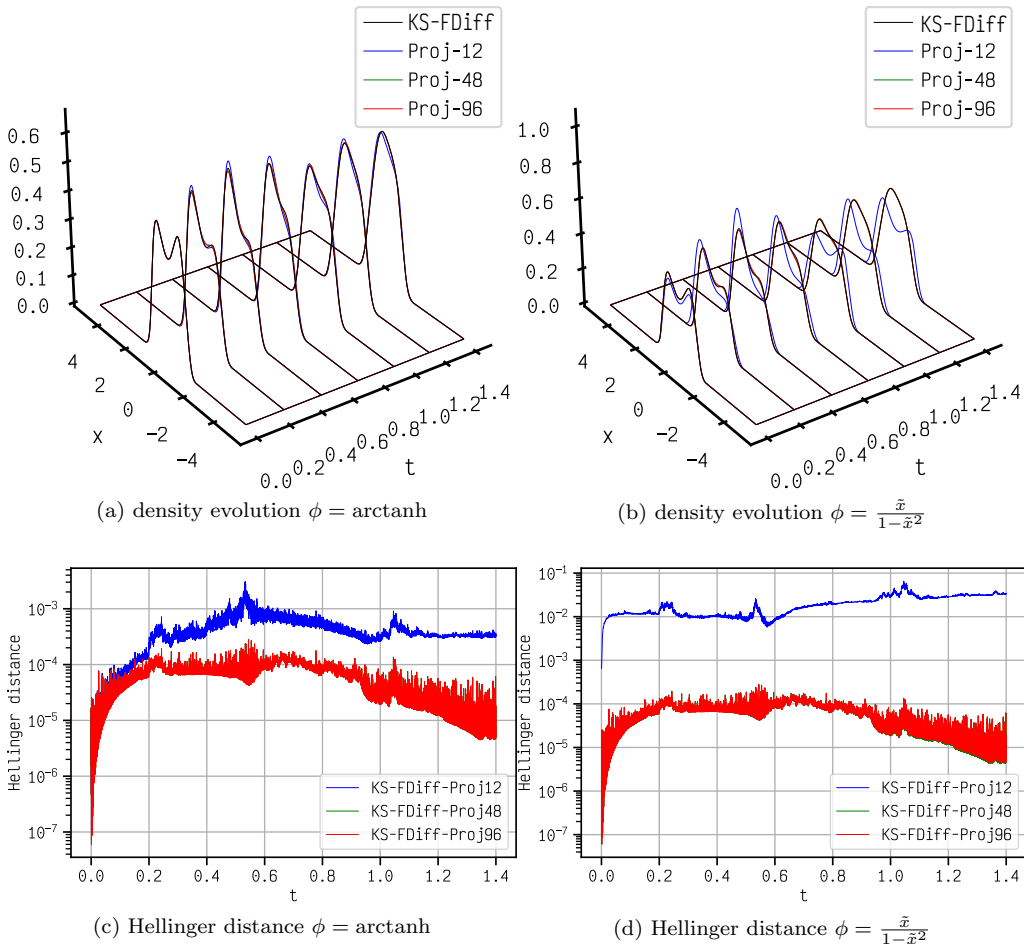 KS-FDiff
Proj-12
Proj-48
Proj-96
0.6
0.5
0.4
0.3
0.2
0.1
0.0
4
2
0
-2
-4
x
0.0
0.2
0.4
0.6
0.8
1.0
1.2
1.4
t
(a) density evolution ϕ = arctanh
KS-FDiff
Proj-12
Proj-48
Proj-96
1.0
0.8
0.6
0.4
0.2
0.0
4
2
0
-2
-4
x
0.0
0.2
0.4
0.6
0.8
1.0
1.2
1.4
t
(b) density evolution ϕ = x̃/(1−x̃²)
Hellinger distance
10⁻³
10⁻⁴
10⁻⁵
10⁻⁶
10⁻⁷
KS-FDiff-Proj12
KS-FDiff-Proj48
KS-FDiff-Proj96
0.0 0.2 0.4 0.6 0.8 1.0 1.2 1.4
t
(c) Hellinger distance ϕ = arctanh
Hellinger distance
10⁻¹
10⁻²
10⁻³
10⁻⁴
10⁻⁵
10⁻⁶
10⁻⁷
KS-FDiff-Proj12
KS-FDiff-Proj48
KS-FDiff-Proj96
0.0 0.2 0.4 0.6 0.8 1.0 1.2 1.4
t
(d) Hellinger distance ϕ = x̃/(1−x̃²)